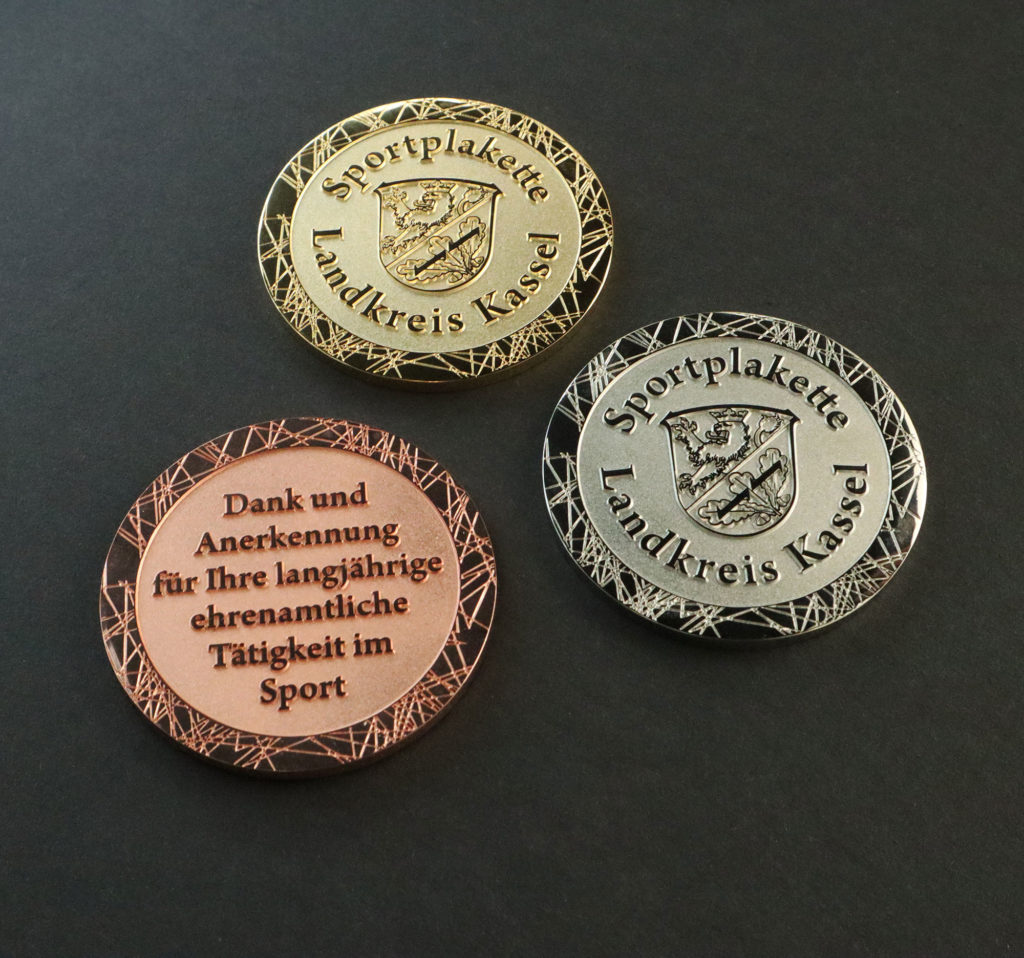 Sportplakette
Landkreis Kassel
Sportplakette
Landkreis Kassel
Dank und
Anerkennung
für Ihre langjährige
ehrenamtliche
Tätigkeit im
Sport